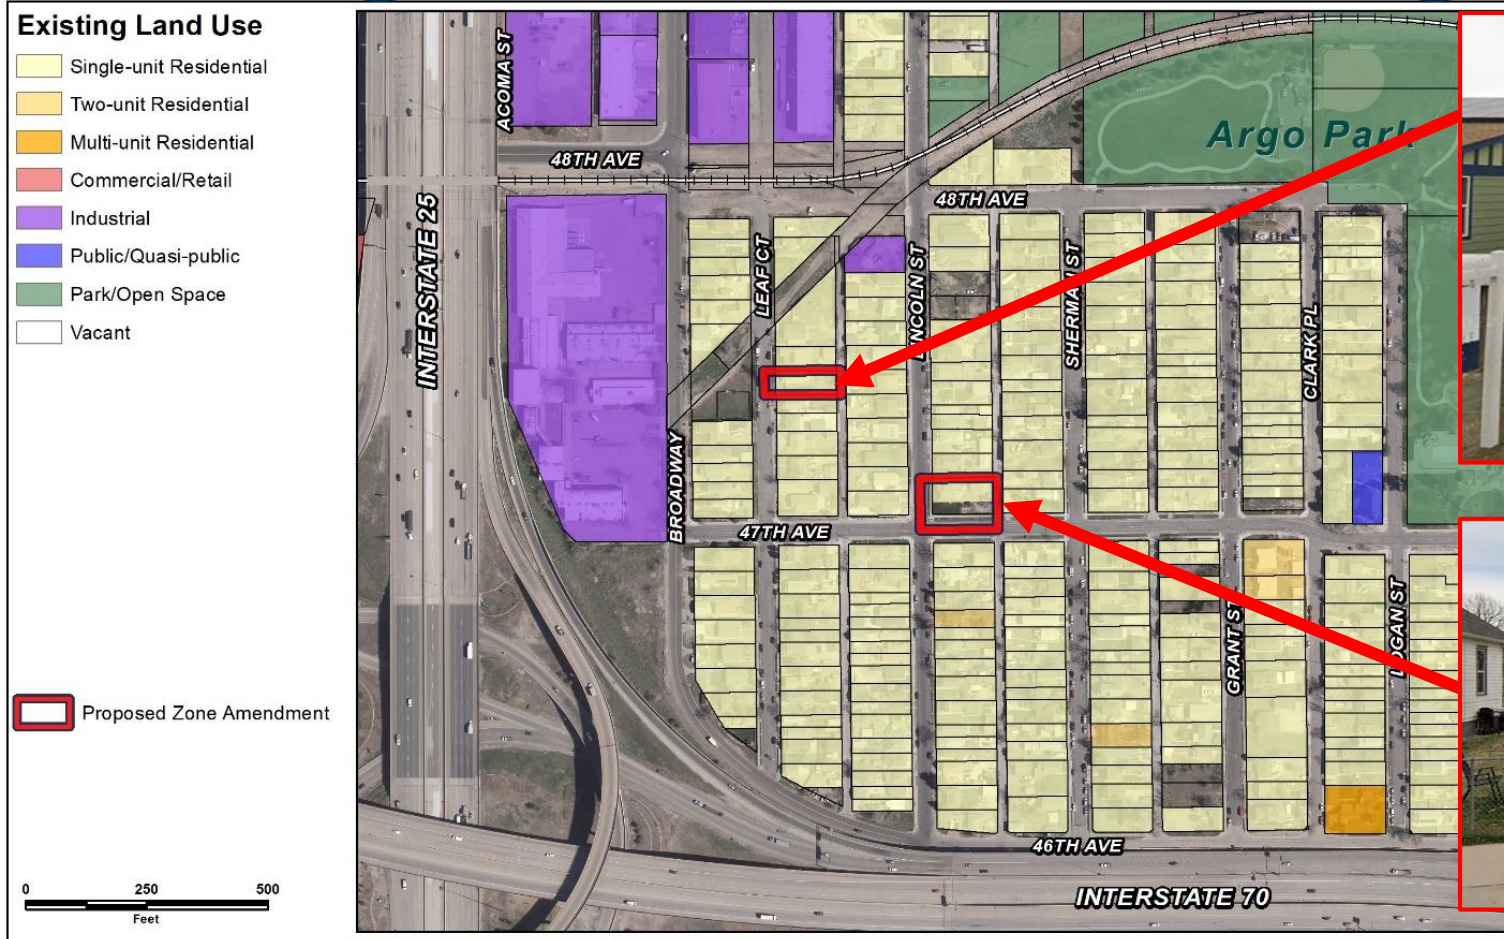 Existing Land Use
Single-unit Residential
Two-unit Residential
Multi-unit Residential
Commercial/Retail
Industrial
Public/Quasi-public
Park/Open Space
Vacant
Proposed Zone Amendment
0 250 500
Feet
ACOMA ST
48TH AVE
Argo Park
48TH AVE
INTERSTATE 25
LEAF CT
LINCOLN ST
SHERMAN ST
CLARK PL
BROADWAY
47TH AVE
GRANT ST
LOGAN ST
46TH AVE
INTERSTATE 70